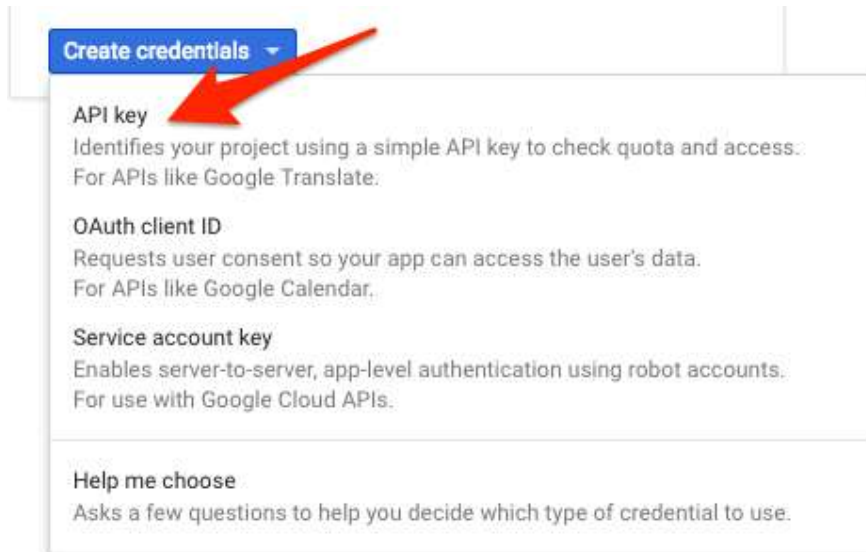 Create credentials
API key
Identifies your project using a simple API key to check quota and access.
For APIs like Google Translate.
OAuth client ID
Requests user consent so your app can access the user's data.
For APIs like Google Calendar.
Service account key
Enables server-to-server, app-level authentication using robot accounts.
For use with Google Cloud APIs.
Help me choose
Asks a few questions to help you decide which type of credential to use.